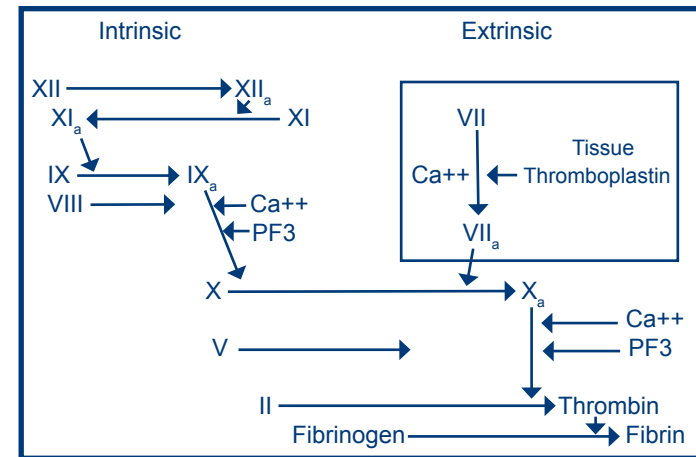 Intrinsic Extrinsic
XII XIIa
XIa XI VII
Tissue
IX IXa Ca++ Thromboplastin
VIII Ca++
PF3 VIIa
X Xa
Ca++
V PF3
II Thrombin
Fibrinogen Fibrin